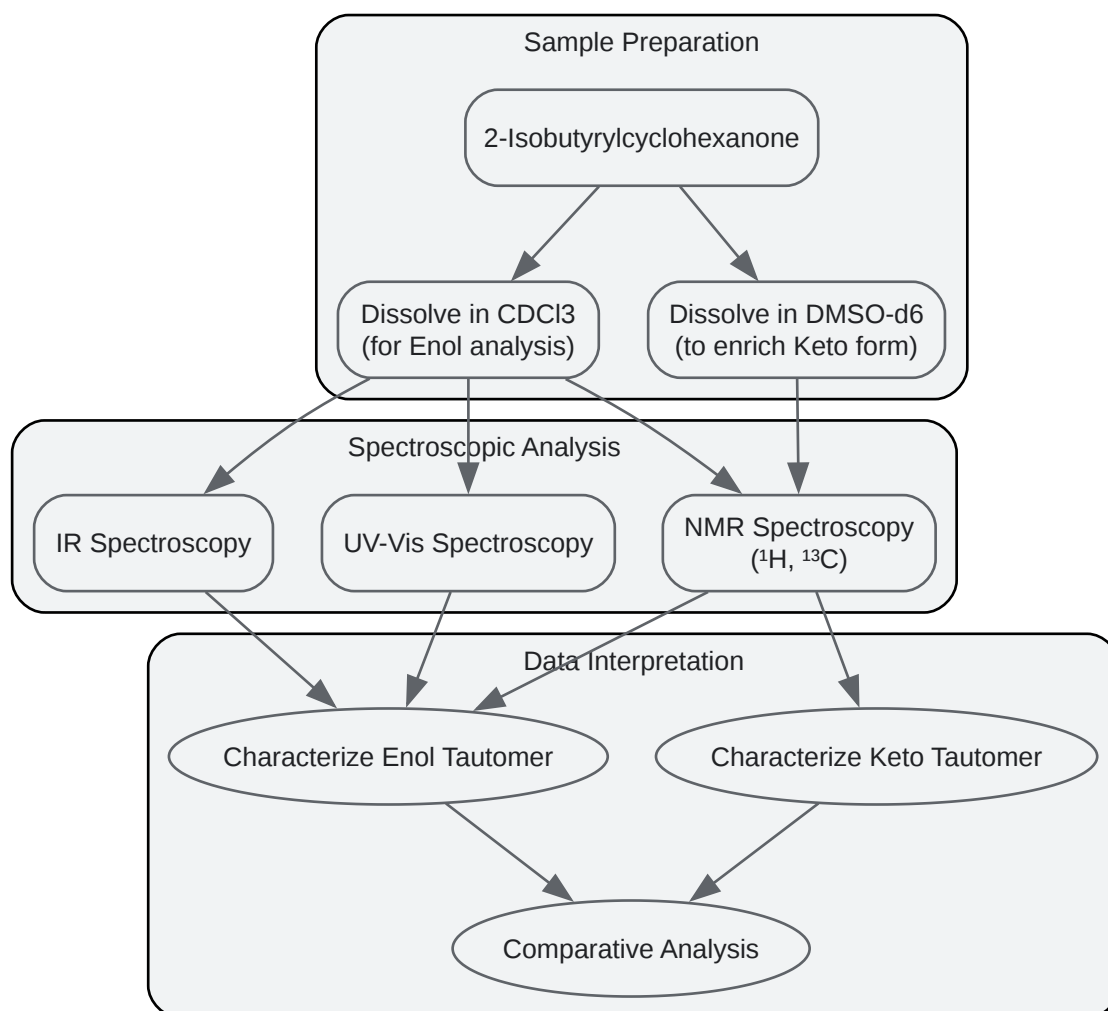 Sample Preparation
2-Isobutyrylcyclohexanone
Dissolve in CDCl3
(for Enol analysis)
Dissolve in DMSO-d6
(to enrich Keto form)
Spectroscopic Analysis
IR Spectroscopy
UV-Vis Spectroscopy
NMR Spectroscopy
(¹H, ¹³C)
Data Interpretation
Characterize Enol Tautomer
Characterize Keto Tautomer
Comparative Analysis